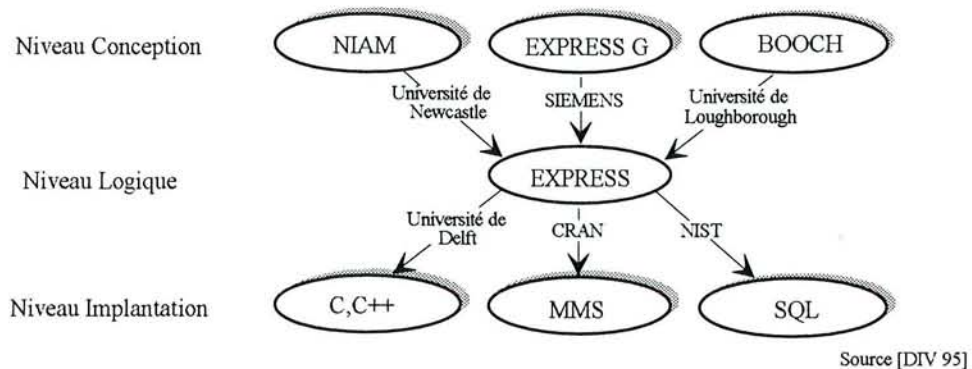 Niveau Conception
NIAM
EXPRESS G
BOOCH
Université de
Newcastle
SIEMENS
Université de
Loughborough
Niveau Logique
EXPRESS
Université de
Delft
CRAN
NIST
Niveau Implantation
C,C++
MMS
SQL
Source [DIV 95]